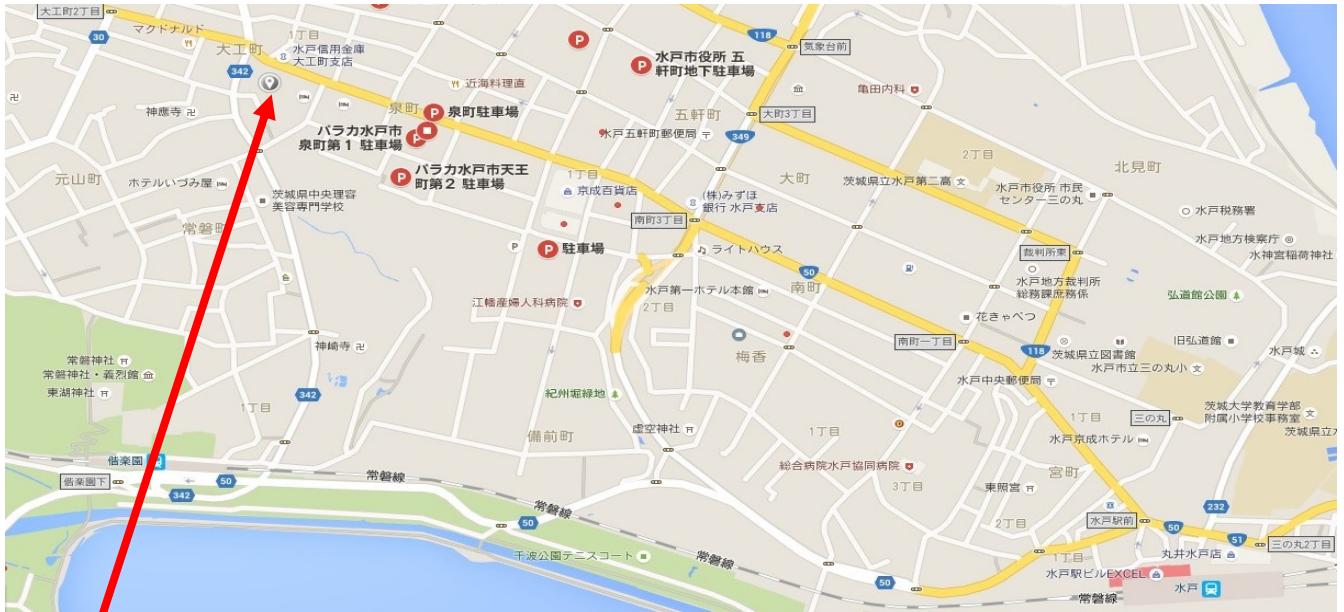 大工町2丁目
マクドナルド
1丁目
大工町
水戸信用金庫
大工町支店
30
342
118
気象台前
水戸市役所 五
軒町地下駐車場
近海料理直
亀田内科
神應寺
泉町
泉町駐車場
五軒町
大町3丁目
パラカ水戸市
泉町第1 駐車場
水戸五軒町郵便局
349
2丁目
北見町
元山町
ホテルいづみ屋
パラカ水戸市天王
町第2 駐車場
1丁目
京成百貨店
大町
茨城県立水戸第二高
水戸市役所 市民
センター三の丸
茨城県中央理容
美容専門学校
(株)みずほ
銀行 水戸支店
水戸税務署
常磐町
南町3丁目
水戸地方検察庁
駐車場
ライトハウス
裁判所東
水神宮稲荷神社
50
水戸地方裁判所
総務課庶務係
江幡産婦人科病院
水戸第一ホテル本館
南町
弘道館公園
2丁目
花きゃべつ
神崎寺
梅香
南町一丁目
118
茨城県立図書館
旧弘道館
水戸城
常磐神社
常磐神社・義烈館
東湖神社
水戸市立三の丸小
水戸中央郵便局
342
紀州堀緑地
1丁目
1丁目
三の丸
茨城大学教育学部
附属小学校事務室
茨城県立水
備前町
虚空神社
1丁目
水戸京成ホテル
偕楽園
総合病院水戸協同病院
宮町
偕楽園下
50
常磐線
342
3丁目
東照宮
232
常磐線
50
2丁目
水戸駅前
50
51
三の丸2丁目
千波公園テニスコート
常磐線
1丁目
丸井水戸店
50
水戸駅ビルEXCEL
水戸
常磐線